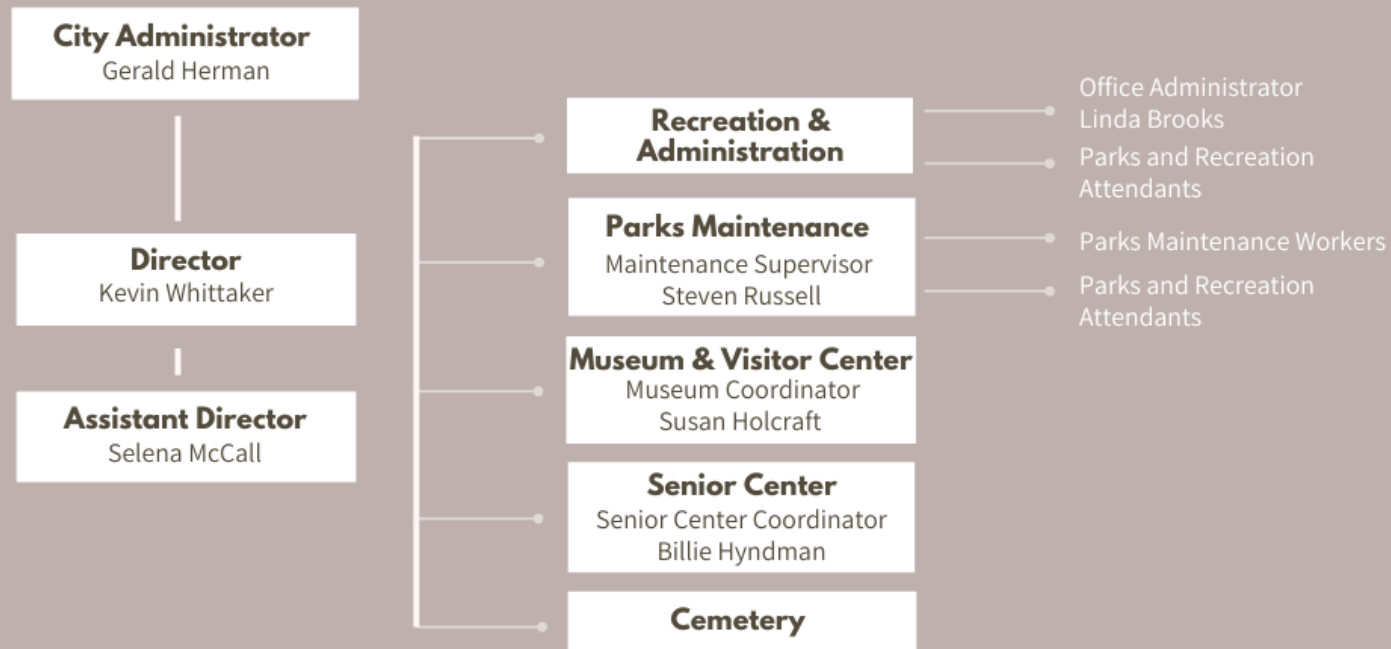 City Administrator
Gerald Herman
Director
Kevin Whittaker
Assistant Director
Selena McCall
Recreation &
Administration
Office Administrator
Linda Brooks
Parks and Recreation
Attendants
Parks Maintenance
Maintenance Supervisor
Steven Russell
Parks Maintenance Workers
Parks and Recreation
Attendants
Museum & Visitor Center
Museum Coordinator
Susan Holcraft
Senior Center
Senior Center Coordinator
Billie Hyndman
Cemetery